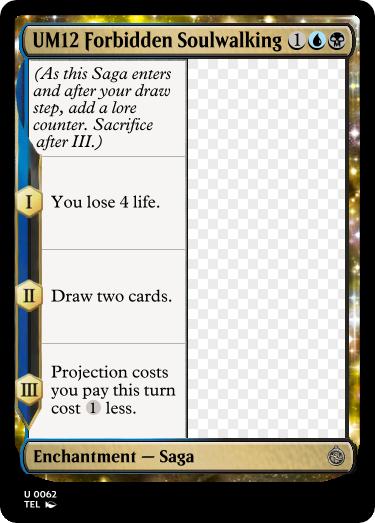 UM12 Forbidden Soulwalking 1
(As this Saga enters
and after your draw
step, add a lore
counter. Sacrifice
after III.)
I You lose 4 life.
II Draw two cards.
III Projection costs
you pay this turn
cost 1 less.
Enchantment — Saga
U 0062
TEL